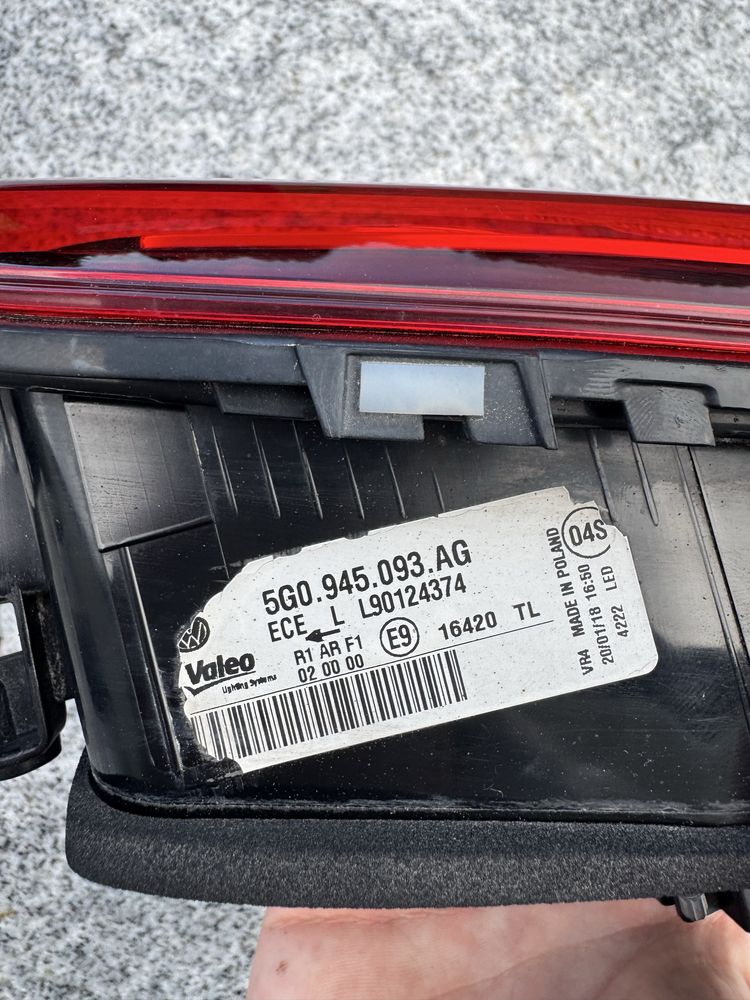 5G0.945.093.AG
ECE L L90124374
R1 AR F1
02 00 00
E9
16420 TL
Valeo
Lighting Systems
VR4 MADE IN POLAND
20/01/18 16:50
4222 LED
04S